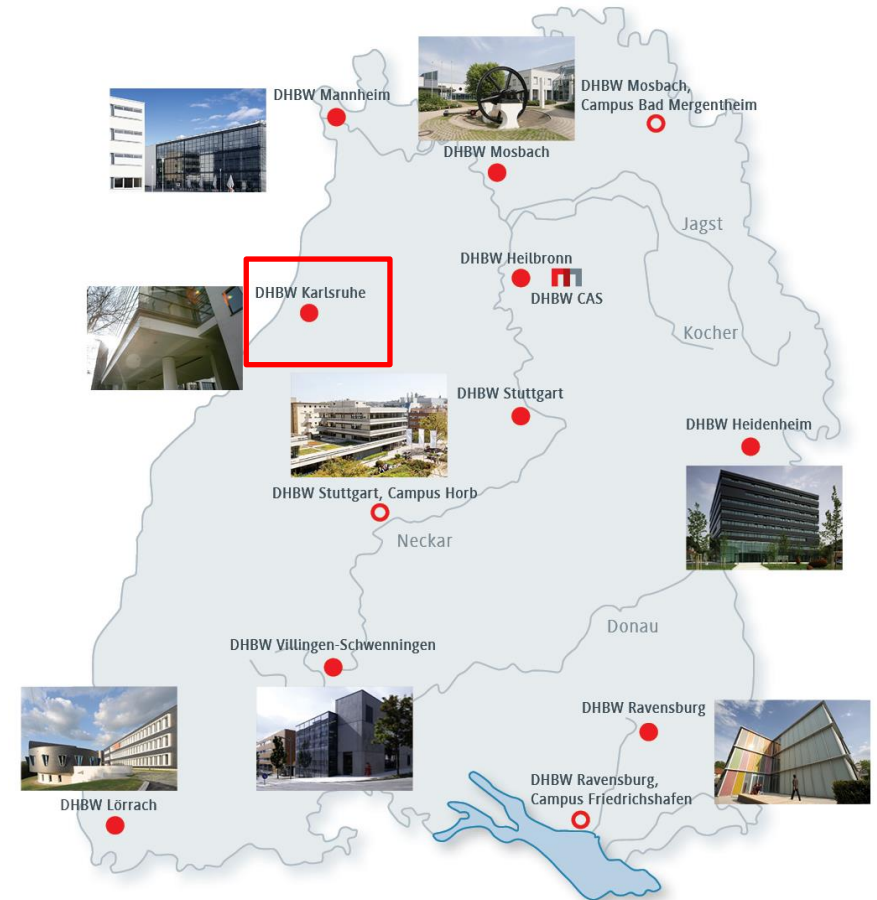 DHBW Mannheim
DHBW Mosbach,
Campus Bad Mergentheim
DHBW Mosbach
Jagst
DHBW Heilbronn
DHBW CAS
DHBW Karlsruhe
Kocher
DHBW Stuttgart
DHBW Heidenheim
DHBW Stuttgart, Campus Horb
Neckar
Donau
DHBW Villingen-Schwenningen
DHBW Ravensburg
DHBW Ravensburg,
Campus Friedrichshafen
DHBW Lörrach